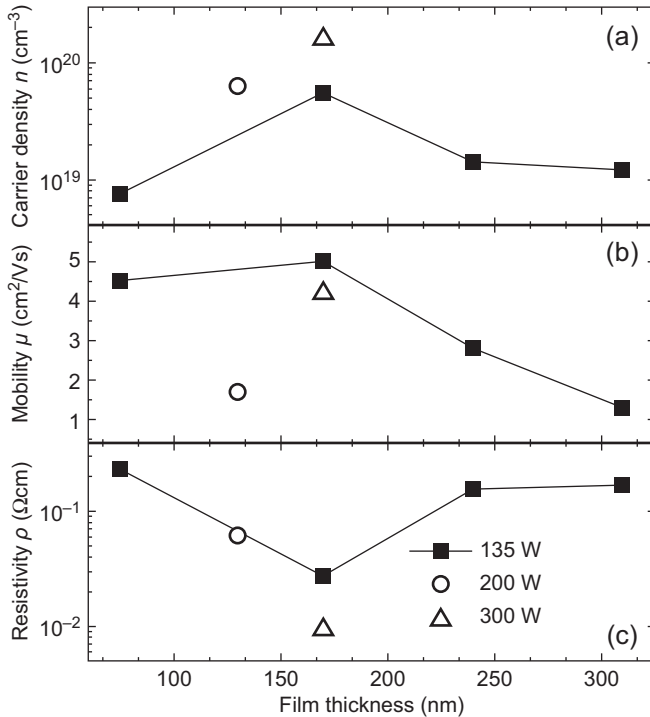 (a)
Carrier density n (cm⁻³)
10²⁰
10¹⁹
(b)
Mobility μ (cm²/Vs)
5
4
3
2
1
Resistivity ρ (Ωcm)
10⁻¹
10⁻²
135 W
200 W
300 W
(c)
100 150 200 250 300
Film thickness (nm)